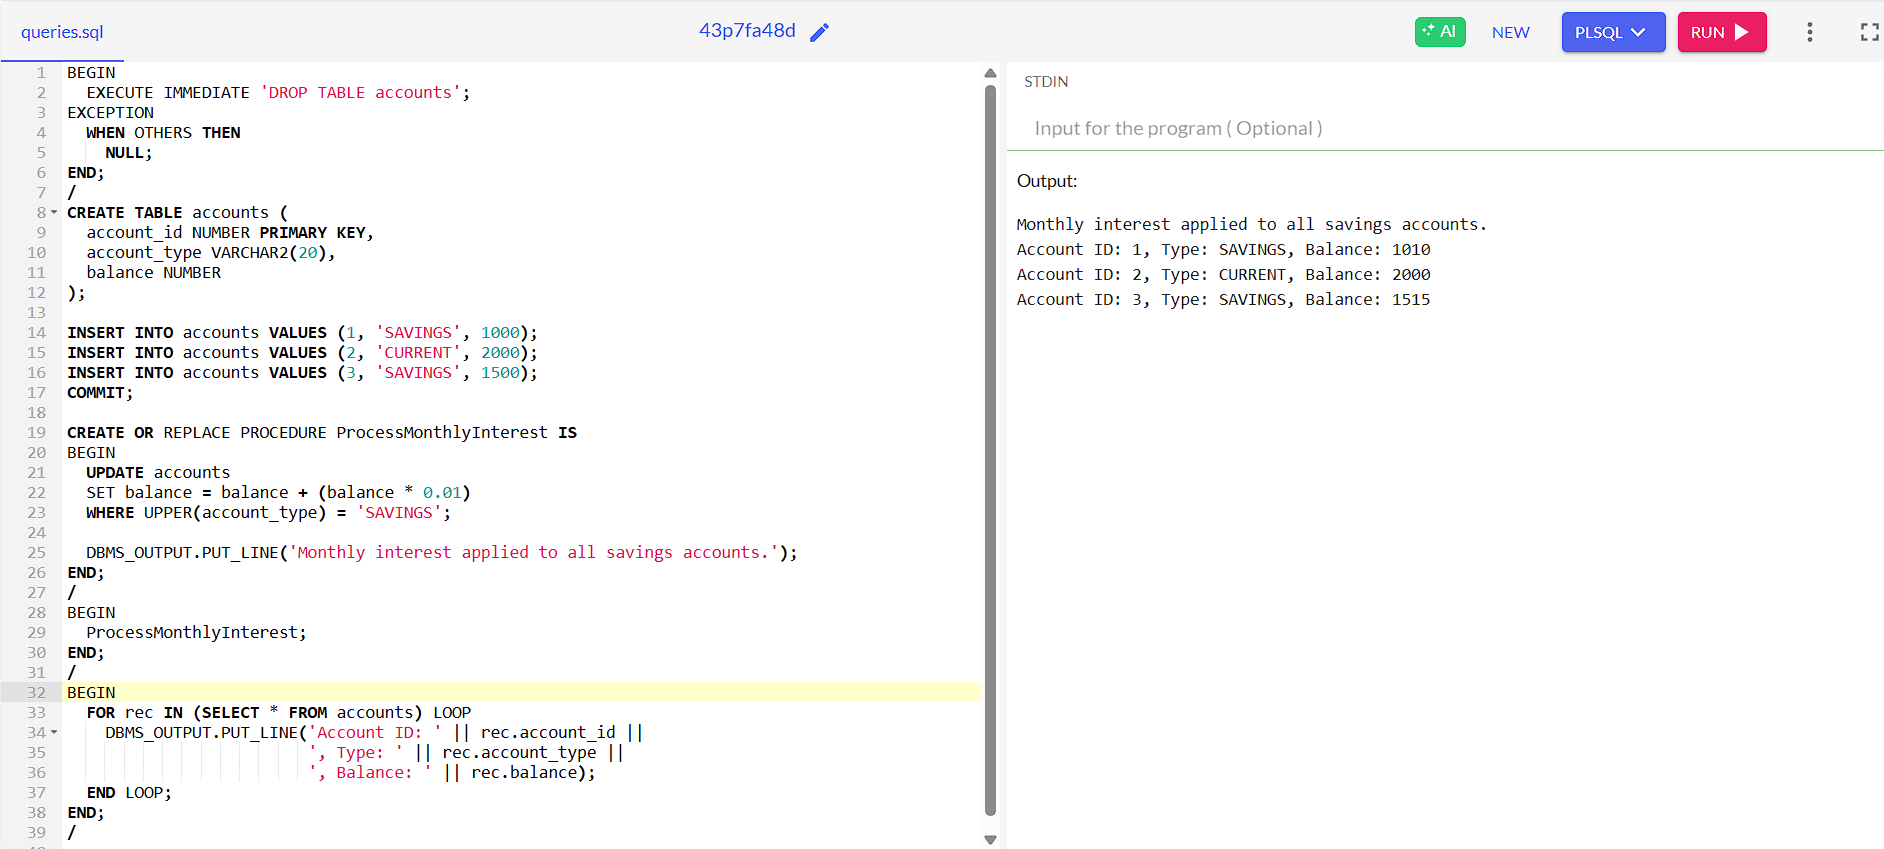 queries.sql
43p7fa48d
AI
NEW
PLSQL
RUN
1 BEGIN
2   EXECUTE IMMEDIATE 'DROP TABLE accounts';
3 EXCEPTION
4   WHEN OTHERS THEN
5     NULL;
6 END;
7 /
8 CREATE TABLE accounts (
9   account_id NUMBER PRIMARY KEY,
10   account_type VARCHAR2(20),
11   balance NUMBER
12 );
13
14 INSERT INTO accounts VALUES (1, 'SAVINGS', 1000);
15 INSERT INTO accounts VALUES (2, 'CURRENT', 2000);
16 INSERT INTO accounts VALUES (3, 'SAVINGS', 1500);
17 COMMIT;
18
19 CREATE OR REPLACE PROCEDURE ProcessMonthlyInterest IS
20 BEGIN
21   UPDATE accounts
22   SET balance = balance + (balance * 0.01)
23   WHERE UPPER(account_type) = 'SAVINGS';
24
25   DBMS_OUTPUT.PUT_LINE('Monthly interest applied to all savings accounts.');
26 END;
27 /
28 BEGIN
29   ProcessMonthlyInterest;
30 END;
31 /
32 BEGIN
33   FOR rec IN (SELECT * FROM accounts) LOOP
34     DBMS_OUTPUT.PUT_LINE('Account ID: ' || rec.account_id ||
35                          ', Type: ' || rec.account_type ||
36                          ', Balance: ' || rec.balance);
37   END LOOP;
38 END;
39 /
STDIN
Input for the program ( Optional )
Output:
Monthly interest applied to all savings accounts.
Account ID: 1, Type: SAVINGS, Balance: 1010
Account ID: 2, Type: CURRENT, Balance: 2000
Account ID: 3, Type: SAVINGS, Balance: 1515